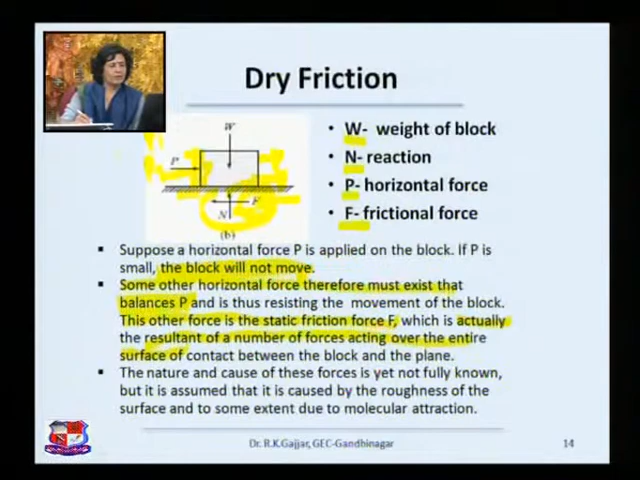 Dry Friction
W
P
F
N
(b)
• W- weight of block
• N- reaction
• P- horizontal force
• F- frictional force
▪ Suppose a horizontal force P is applied on the block. If P is
small, the block will not move.
▪ Some other horizontal force therefore must exist that
balances P and is thus resisting the movement of the block.
This other force is the static friction force F, which is actually
the resultant of a number of forces acting over the entire
surface of contact between the block and the plane.
▪ The nature and cause of these forces is yet not fully known,
but it is assumed that it is caused by the roughness of the
surface and to some extent due to molecular attraction.
Dr. R.K.Gajjar, GEC-Gandhinagar
14